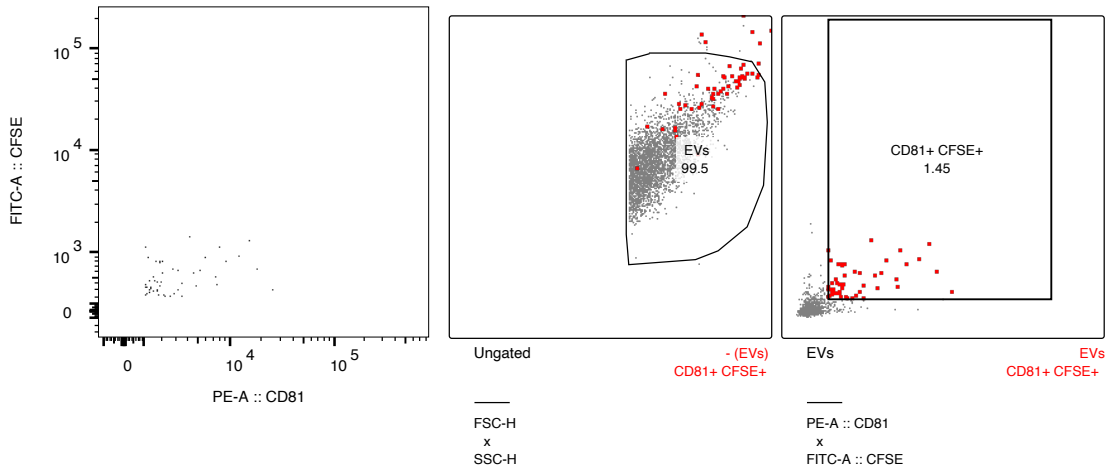 10^5
10^4
10^3
0
FITC-A :: CFSE
0
10^4
10^5
PE-A :: CD81
EVs
99.5
Ungated
- (EVs)
CD81+ CFSE+
FSC-H
x
SSC-H
CD81+ CFSE+
1.45
EVs
EVs
CD81+ CFSE+
PE-A :: CD81
x
FITC-A :: CFSE